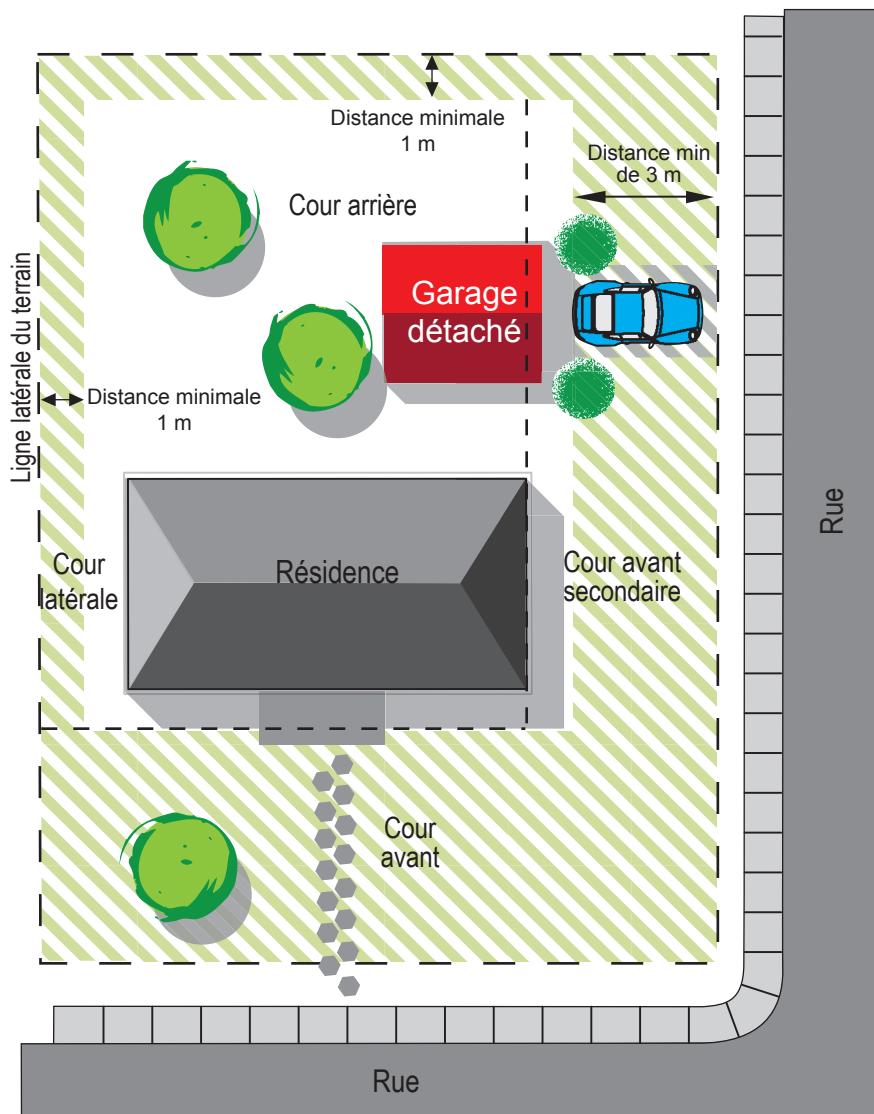 Distance minimale
1 m
Distance min
de 3 m
Cour arrière
Garage
détaché
Ligne latérale du terrain
Distance minimale
1 m
Rue
Cour
latérale
Résidence
Cour avant
secondaire
Cour
avant
Rue